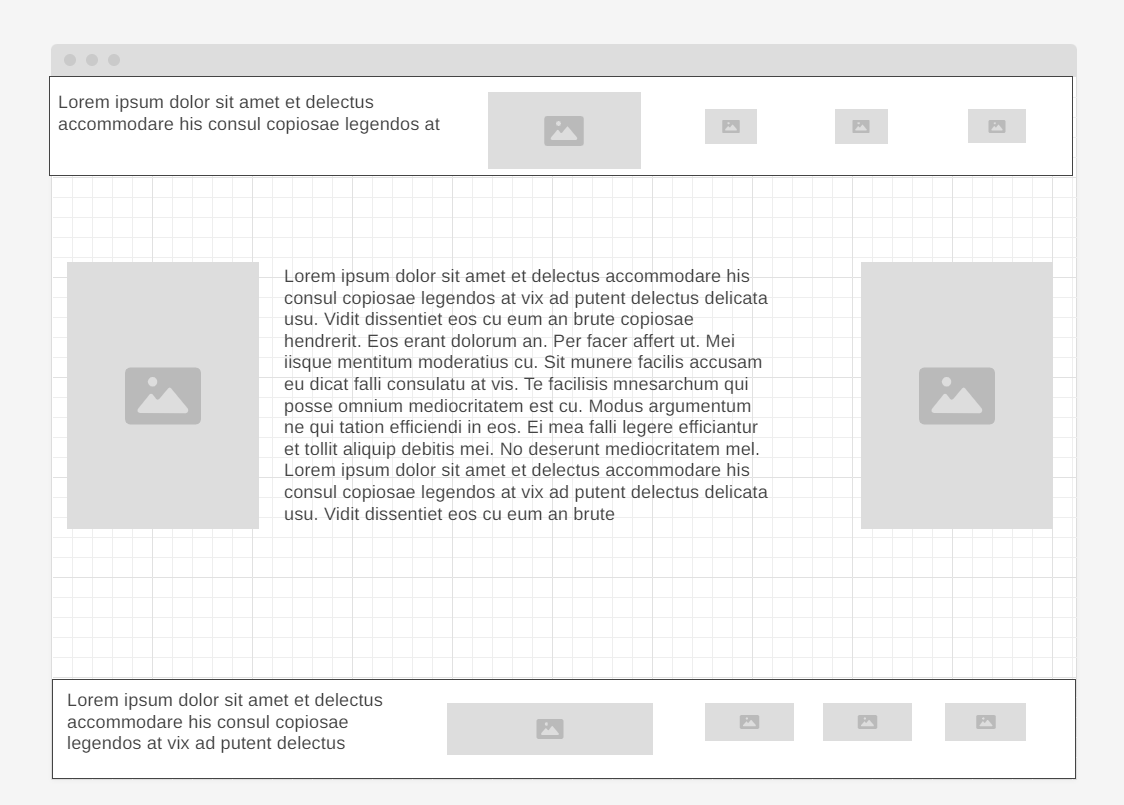 Lorem ipsum dolor sit amet et delectus
accommodare his consul copiosae legendos at
Lorem ipsum dolor sit amet et delectus accommodare his
consul copiosae legendos at vix ad putent delectus delicata
usu. Vidit dissentiet eos cu eum an brute copiosae
hendrerit. Eos erant dolorum an. Per facer affert ut. Mei
iisque mentitum moderatius cu. Sit munere facilis accusam
eu dicat falli consulatu at vis. Te facilisis mnesarchum qui
posse omnium mediocritatem est cu. Modus argumentum
ne qui tation efficiendi in eos. Ei mea falli legere efficiantur
et tollit aliquip debitis mei. No deserunt mediocritatem mel.
Lorem ipsum dolor sit amet et delectus accommodare his
consul copiosae legendos at vix ad putent delectus delicata
usu. Vidit dissentiet eos cu eum an brute
Lorem ipsum dolor sit amet et delectus
accommodare his consul copiosae
legendos at vix ad putent delectus